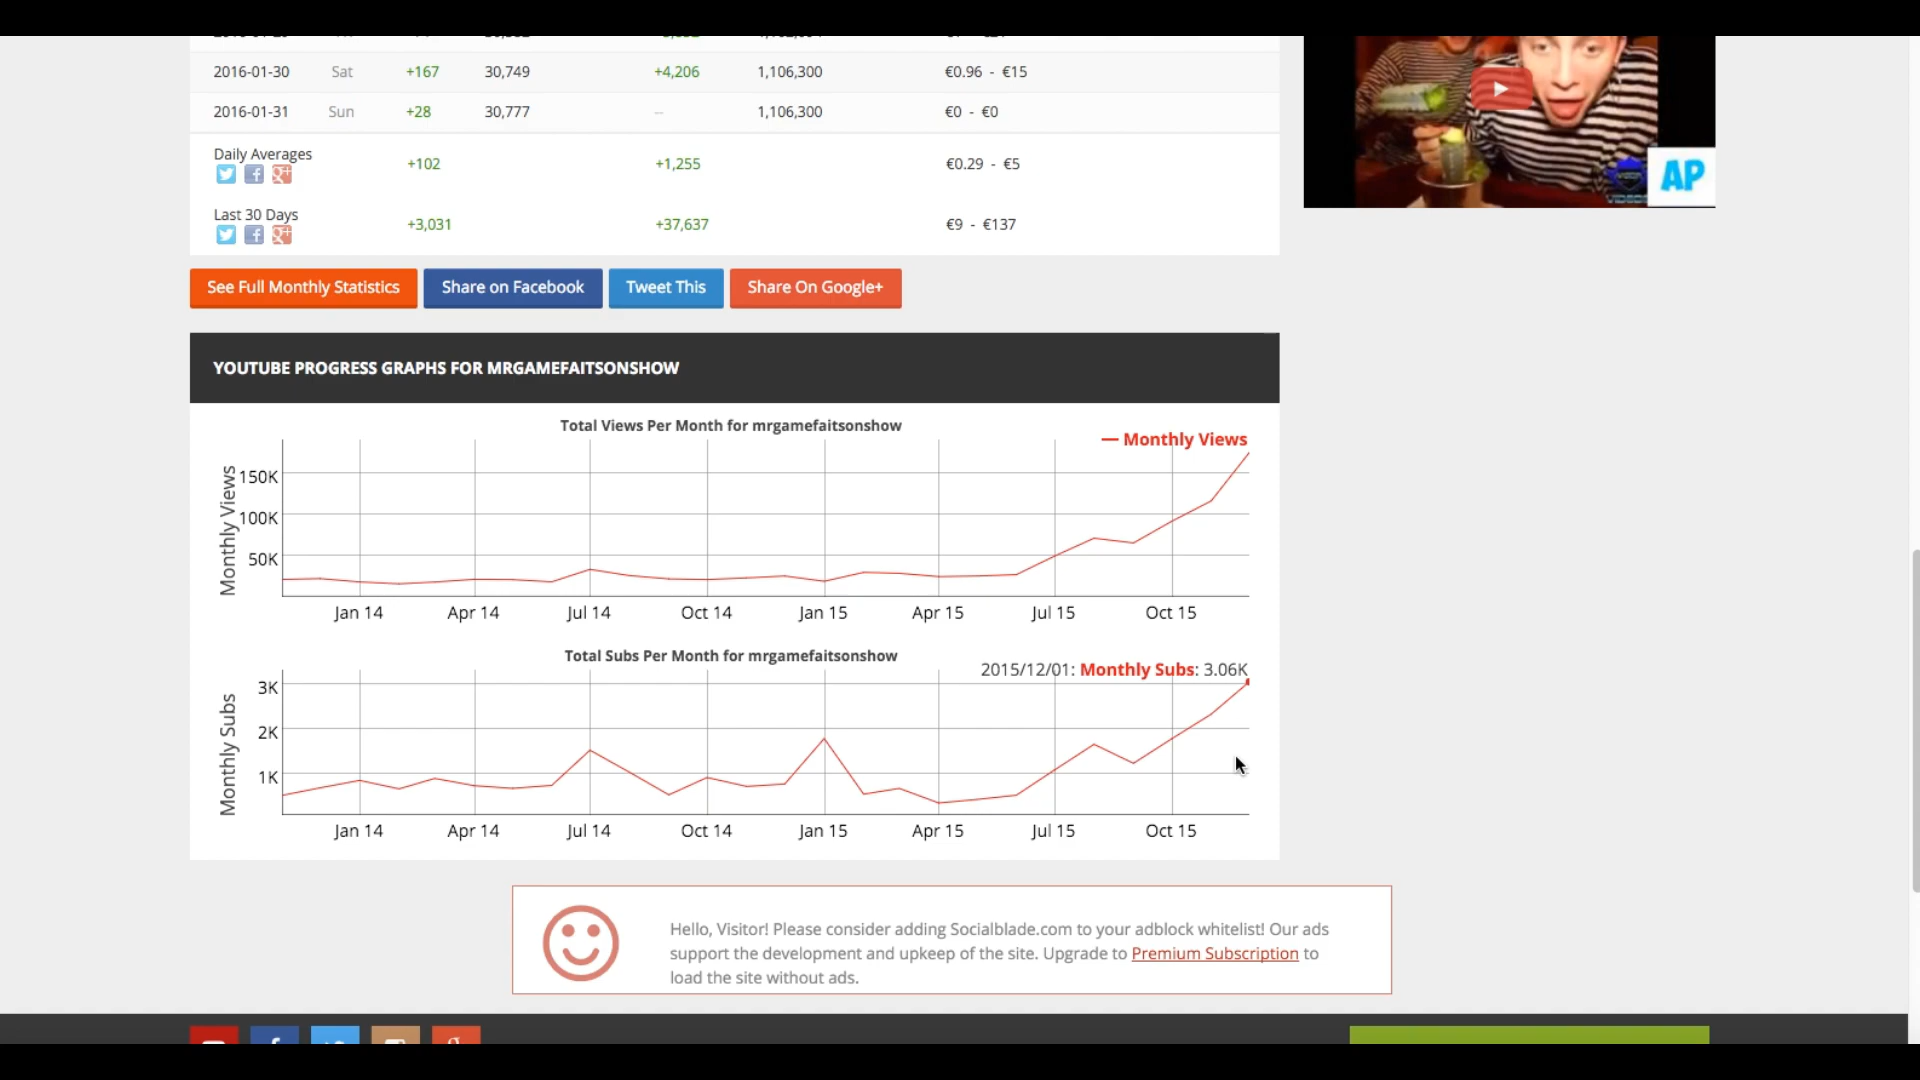 2016-01-30 Sat +167 30,749 +4,206 1,106,300 €0.96 - €15
2016-01-31 Sun +28 30,777 -- 1,106,300 €0 - €0
Daily Averages +102 +1,255 €0.29 - €5
Last 30 Days +3,031 +37,637 €9 - €137
AP
See Full Monthly Statistics Share on Facebook Tweet This Share On Google+
YOUTUBE PROGRESS GRAPHS FOR MRGAMEFAITSONSHOW
Total Views Per Month for mrgamefaitsonshow
Monthly Views
Monthly Views
150K
100K
50K
Jan 14 Apr 14 Jul 14 Oct 14 Jan 15 Apr 15 Jul 15 Oct 15
Total Subs Per Month for mrgamefaitsonshow
2015/12/01: Monthly Subs: 3.06K
Monthly Subs
3K
2K
1K
Jan 14 Apr 14 Jul 14 Oct 14 Jan 15 Apr 15 Jul 15 Oct 15
Hello, Visitor! Please consider adding Socialblade.com to your adblock whitelist! Our ads
support the development and upkeep of the site. Upgrade to Premium Subscription to
load the site without ads.